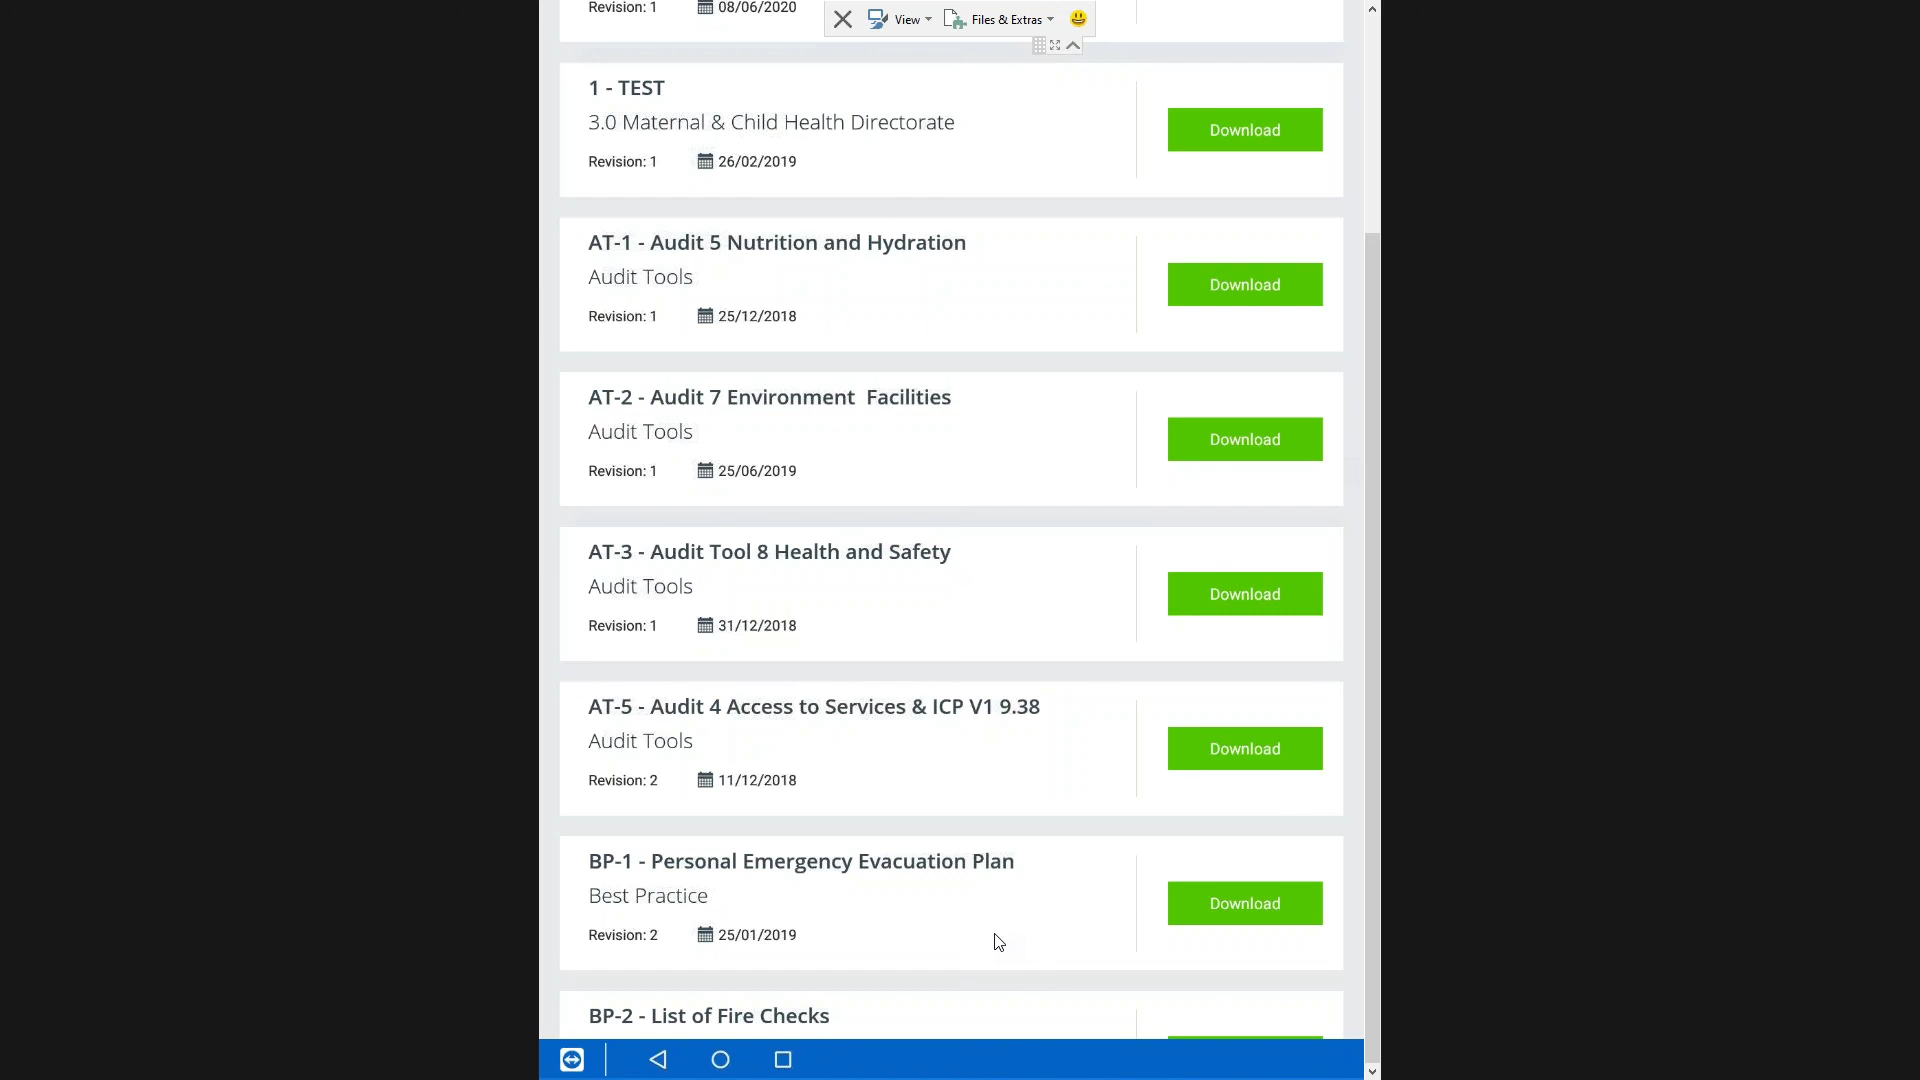 Revision: 1 08/06/2020
View Files & Extras
1 - TEST
3.0 Maternal & Child Health Directorate
Revision: 1 26/02/2019
Download
AT-1 - Audit 5 Nutrition and Hydration
Audit Tools
Revision: 1 25/12/2018
Download
AT-2 - Audit 7 Environment  Facilities
Audit Tools
Revision: 1 25/06/2019
Download
AT-3 - Audit Tool 8 Health and Safety
Audit Tools
Revision: 1 31/12/2018
Download
AT-5 - Audit 4 Access to Services & ICP V1 9.38
Audit Tools
Revision: 2 11/12/2018
Download
BP-1 - Personal Emergency Evacuation Plan
Best Practice
Revision: 2 25/01/2019
Download
BP-2 - List of Fire Checks